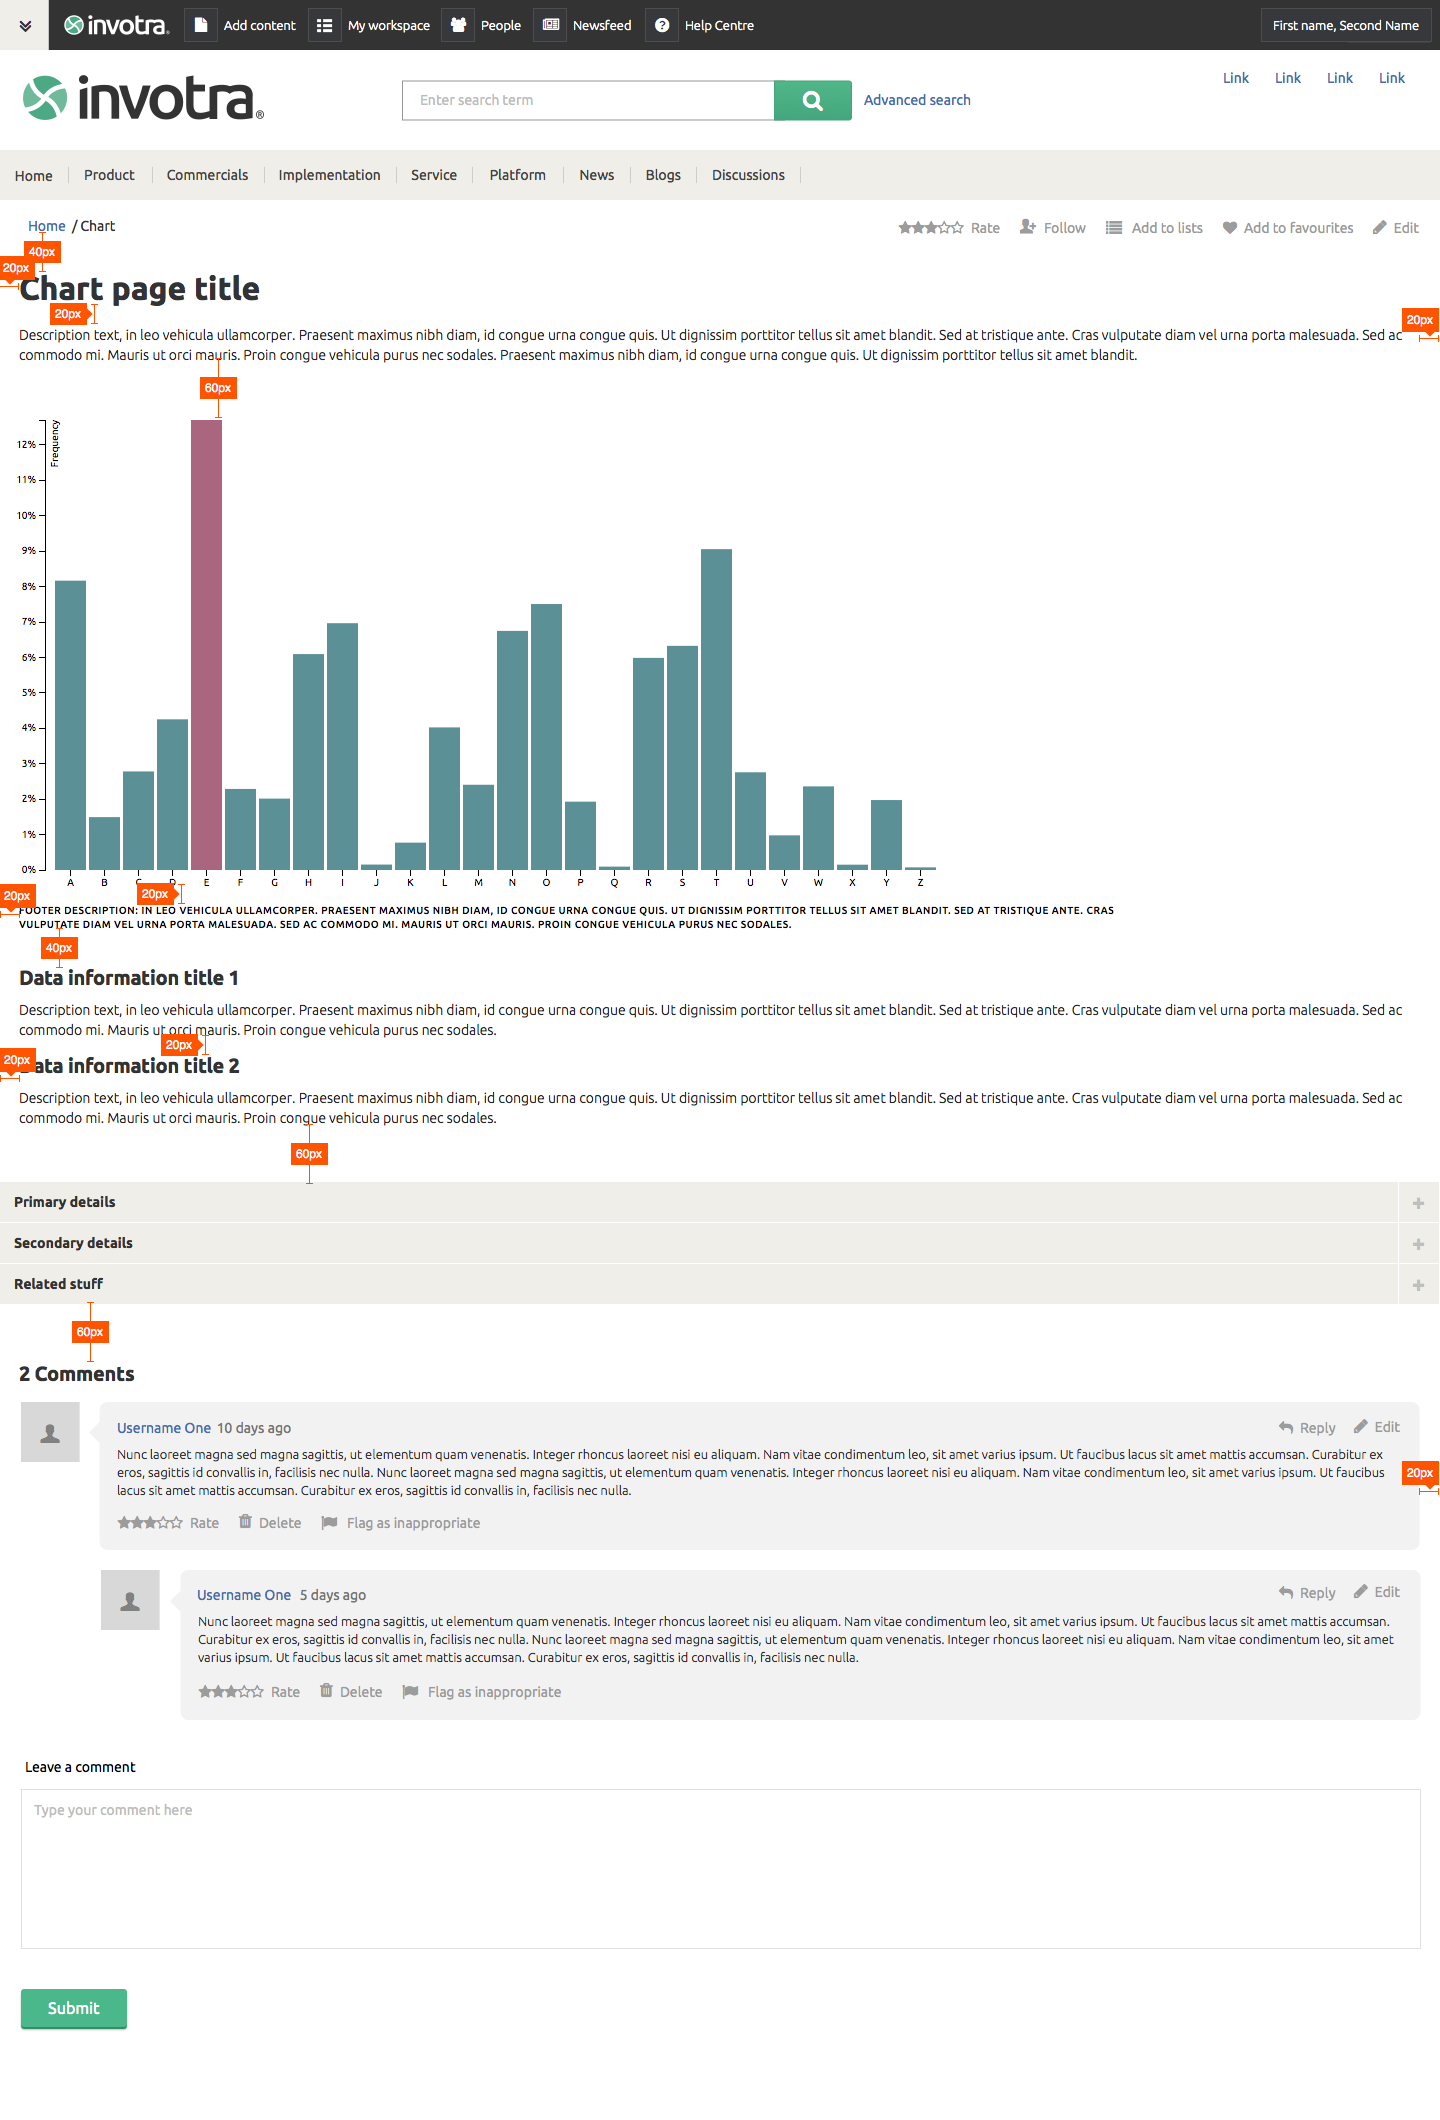 invotra. Add content My workspace People Newsfeed Help Centre First name, Second Name
Link Link Link Link
invotra®
Enter search term Advanced search
Home Product Commercials Implementation Service Platform News Blogs Discussions
Home / Chart Rate Follow Add to lists Add to favourites Edit
40px
20px
Chart page title
20px
20px
Description text, in leo vehicula ullamcorper. Praesent maximus nibh diam, id congue urna congue quis. Ut dignissim porttitor tellus sit amet blandit. Sed at tristique ante. Cras vulputate diam vel urna porta malesuada. Sed ac
commodo mi. Mauris ut orci mauris. Proin congue vehicula purus nec sodales. Praesent maximus nibh diam, id congue urna congue quis. Ut dignissim porttitor tellus sit amet blandit.
60px
Frequency
12%
11%
10%
9%
8%
7%
6%
5%
4%
3%
2%
1%
0%
A B C D E F G H I J K L M N O P Q R S T U V W X Y Z
20px
20px
FOOTER DESCRIPTION: IN LEO VEHICULA ULLAMCORPER. PRAESENT MAXIMUS NIBH DIAM, ID CONGUE URNA CONGUE QUIS. UT DIGNISSIM PORTTITOR TELLUS SIT AMET BLANDIT. SED AT TRISTIQUE ANTE. CRAS
VULPUTATE DIAM VEL URNA PORTA MALESUADA. SED AC COMMODO MI. MAURIS UT ORCI MAURIS. PROIN CONGUE VEHICULA PURUS NEC SODALES.
40px
Data information title 1
Description text, in leo vehicula ullamcorper. Praesent maximus nibh diam, id congue urna congue quis. Ut dignissim porttitor tellus sit amet blandit. Sed at tristique ante. Cras vulputate diam vel urna porta malesuada. Sed ac
commodo mi. Mauris ut orci mauris. Proin congue vehicula purus nec sodales.
20px
20px
Data information title 2
Description text, in leo vehicula ullamcorper. Praesent maximus nibh diam, id congue urna congue quis. Ut dignissim porttitor tellus sit amet blandit. Sed at tristique ante. Cras vulputate diam vel urna porta malesuada. Sed ac
commodo mi. Mauris ut orci mauris. Proin congue vehicula purus nec sodales.
60px
Primary details
Secondary details
Related stuff
60px
2 Comments
Username One 10 days ago Reply Edit
Nunc laoreet magna sed magna sagittis, ut elementum quam venenatis. Integer rhoncus laoreet nisi eu aliquam. Nam vitae condimentum leo, sit amet varius ipsum. Ut faucibus lacus sit amet mattis accumsan. Curabitur ex
eros, sagittis id convallis in, facilisis nec nulla. Nunc laoreet magna sed magna sagittis, ut elementum quam venenatis. Integer rhoncus laoreet nisi eu aliquam. Nam vitae condimentum leo, sit amet varius ipsum. Ut faucibus
lacus sit amet mattis accumsan. Curabitur ex eros, sagittis id convallis in, facilisis nec nulla.
20px
Rate Delete Flag as inappropriate
Username One 5 days ago Reply Edit
Nunc laoreet magna sed magna sagittis, ut elementum quam venenatis. Integer rhoncus laoreet nisi eu aliquam. Nam vitae condimentum leo, sit amet varius ipsum. Ut faucibus lacus sit amet mattis accumsan.
Curabitur ex eros, sagittis id convallis in, facilisis nec nulla. Nunc laoreet magna sed magna sagittis, ut elementum quam venenatis. Integer rhoncus laoreet nisi eu aliquam. Nam vitae condimentum leo, sit amet
varius ipsum. Ut faucibus lacus sit amet mattis accumsan. Curabitur ex eros, sagittis id convallis in, facilisis nec nulla.
Rate Delete Flag as inappropriate
Leave a comment
Type your comment here
Submit